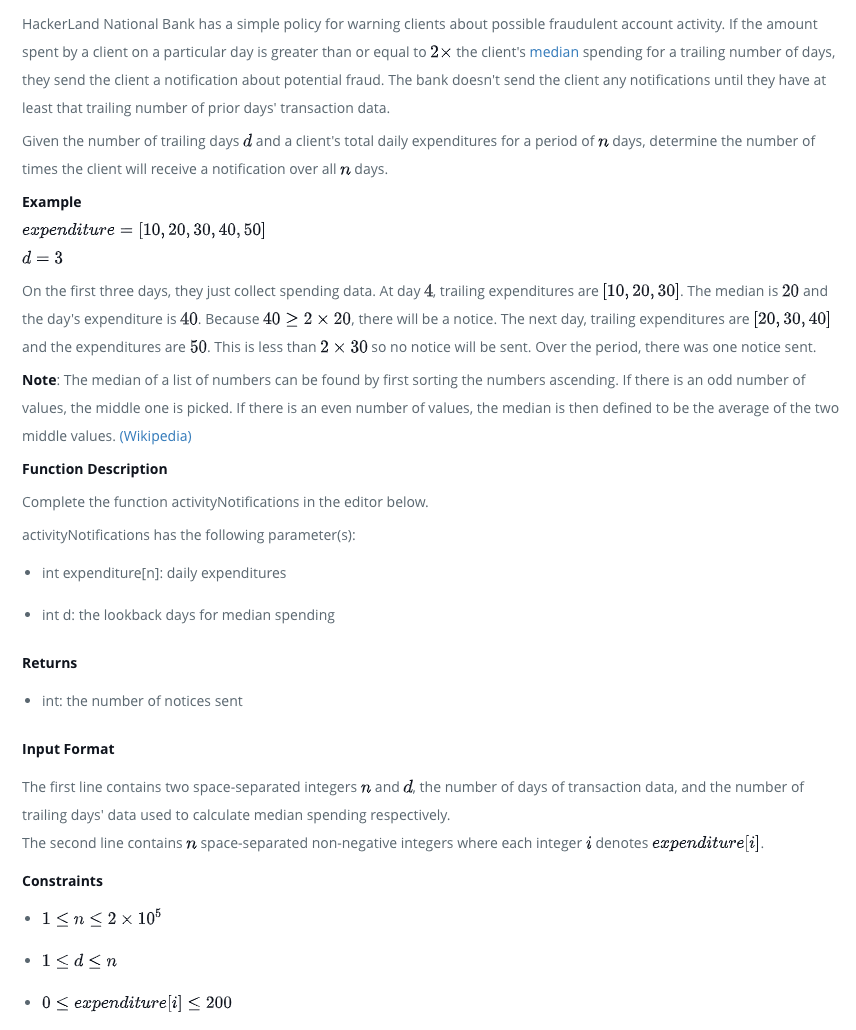 HackerLand National Bank has a simple policy for warning clients about possible fraudulent account activity. If the amount
spent by a client on a particular day is greater than or equal to 2× the client's median spending for a trailing number of days,
they send the client a notification about potential fraud. The bank doesn't send the client any notifications until they have at
least that trailing number of prior days' transaction data.
Given the number of trailing days d and a client's total daily expenditures for a period of n days, determine the number of
times the client will receive a notification over all n days.
Example
expenditure = [10, 20, 30, 40, 50]
d = 3
On the first three days, they just collect spending data. At day 4, trailing expenditures are [10, 20, 30]. The median is 20 and
the day's expenditure is 40. Because 40 ≥ 2 × 20, there will be a notice. The next day, trailing expenditures are [20, 30, 40]
and the expenditures are 50. This is less than 2 × 30 so no notice will be sent. Over the period, there was one notice sent.
Note: The median of a list of numbers can be found by first sorting the numbers ascending. If there is an odd number of
values, the middle one is picked. If there is an even number of values, the median is then defined to be the average of the two
middle values. (Wikipedia)
Function Description
Complete the function activityNotifications in the editor below.
activityNotifications has the following parameter(s):
• int expenditure[n]: daily expenditures
• int d: the lookback days for median spending
Returns
• int: the number of notices sent
Input Format
The first line contains two space-separated integers n and d, the number of days of transaction data, and the number of
trailing days' data used to calculate median spending respectively.
The second line contains n space-separated non-negative integers where each integer i denotes expenditure[i].
Constraints
• 1 ≤ n ≤ 2 × 10⁵
• 1 ≤ d ≤ n
• 0 ≤ expenditure[i] ≤ 200